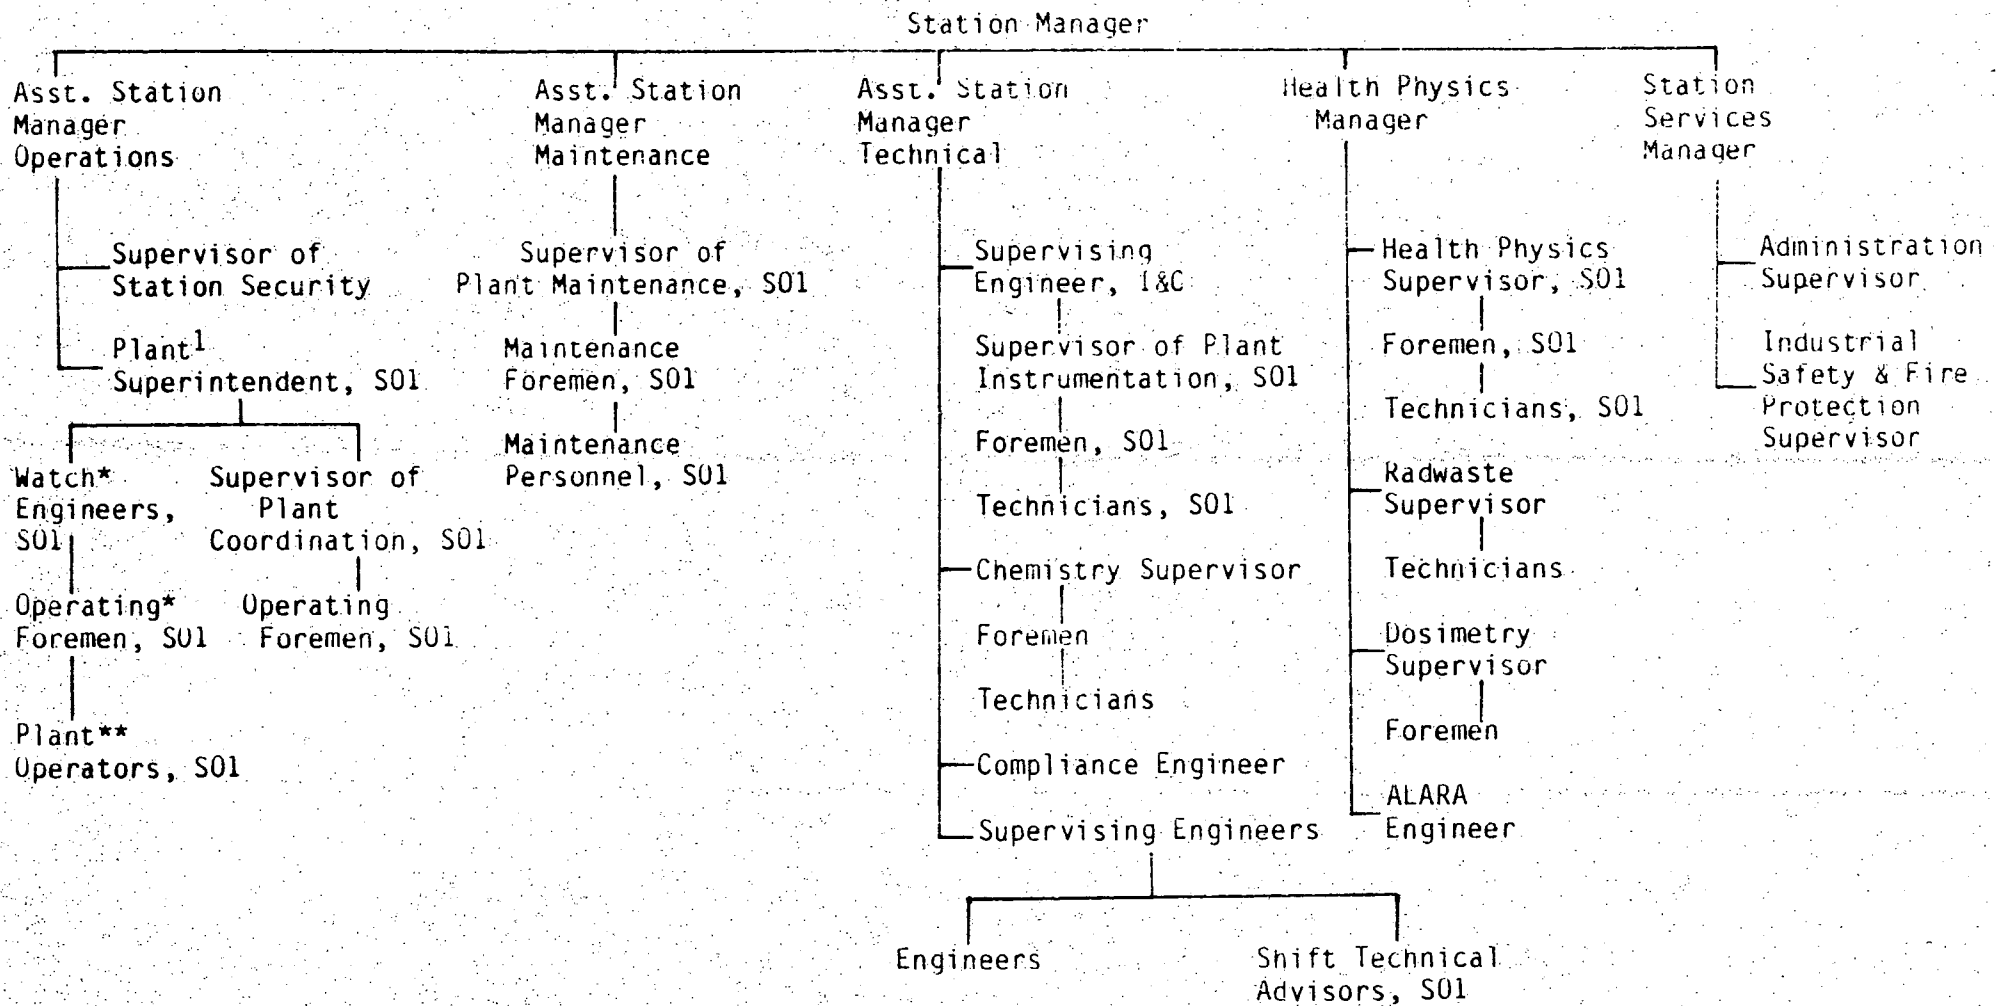 Station Manager
Asst. Station
Manager
Operations
Asst. Station
Manager
Maintenance
Asst. Station
Manager
Technical
Health Physics
Manager
Station
Services
Manager
Supervisor of
Station Security
Plant1
Superintendent, SO1
Watch*
Engineers,
SO1
Operating*
Foremen, SO1
Plant**
Operators, SO1
Supervisor of
Plant
Coordination, SO1
Operating
Foremen, SO1
Supervisor of
Plant Maintenance, SO1
Maintenance
Foremen, SO1
Maintenance
Personnel, SO1
Supervising
Engineer, I&C
Supervisor of Plant
Instrumentation, SO1
Foremen, SO1
Technicians, SO1
Chemistry Supervisor
Foremen
Technicians
Compliance Engineer
Supervising Engineers
Engineers
Shift Technical
Advisors, SO1
Health Physics
Supervisor, SO1
Foremen, SO1
Technicians, SO1
Radwaste
Supervisor
Technicians
Dosimetry
Supervisor
Foremen
ALARA
Engineer
Administration
Supervisor
Industrial
Safety & Fire
Protection
Supervisor